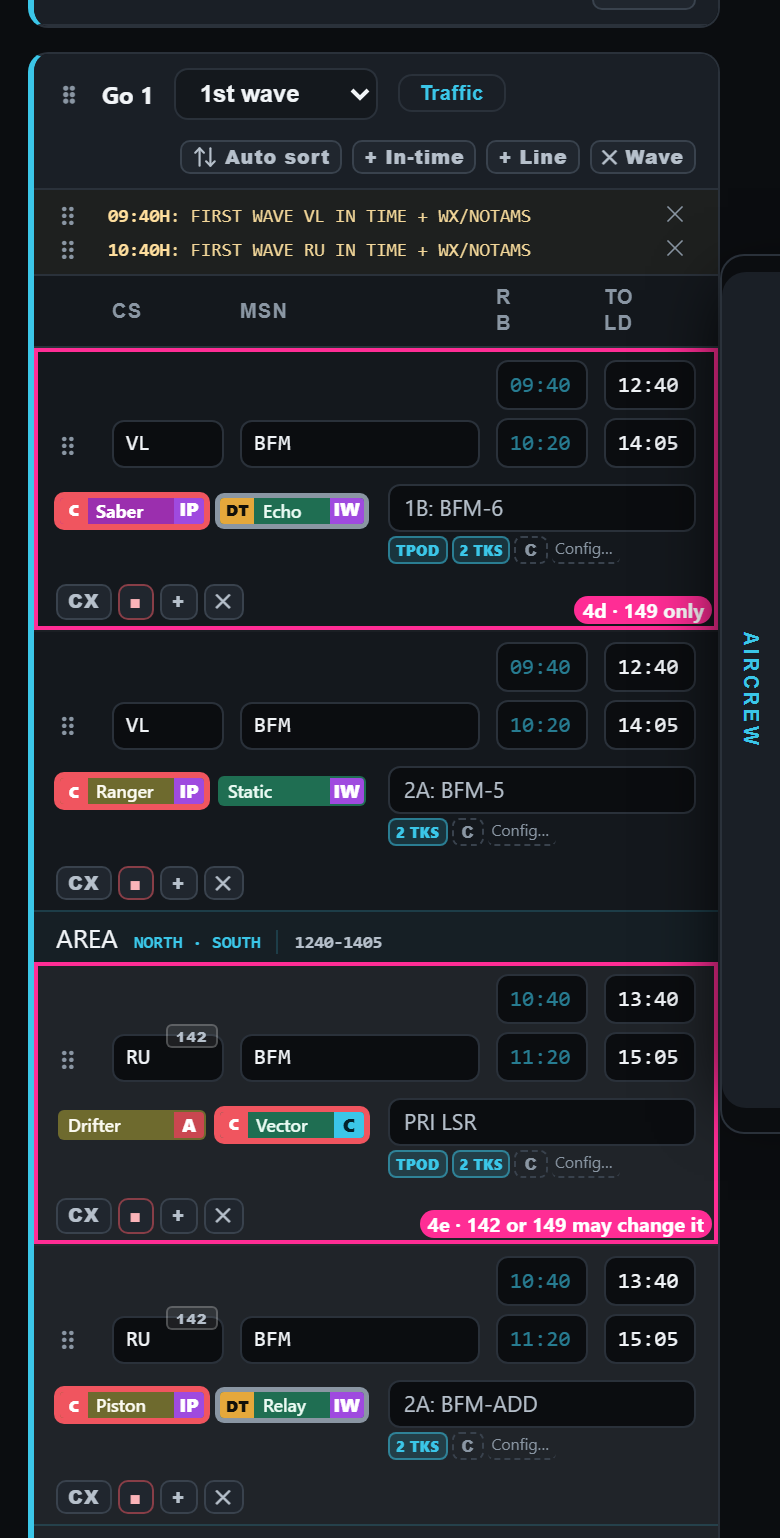 Go 1 1st wave Traffic
Auto sort + In-time + Line × Wave
09:40H: FIRST WAVE VL IN TIME + WX/NOTAMS ×
10:40H: FIRST WAVE RU IN TIME + WX/NOTAMS ×
CS MSN R B TO LD
09:40 12:40
VL BFM 10:20 14:05
C Saber IP DT Echo IW 1B: BFM-6
TPOD 2 TKS C Config...
CX ■ + ×
4d · 149 only
09:40 12:40
VL BFM 10:20 14:05
C Ranger IP Static IW 2A: BFM-5
2 TKS C Config...
CX ■ + ×
AREA NORTH · SOUTH 1240-1405
10:40 13:40
142
RU BFM 11:20 15:05
Drifter A C Vector C PRI LSR
TPOD 2 TKS C Config...
CX ■ + ×
4e · 142 or 149 may change it
10:40 13:40
142
RU BFM 11:20 15:05
C Piston IP DT Relay IW 2A: BFM-ADD
2 TKS C Config...
CX ■ + ×
AIRCREW